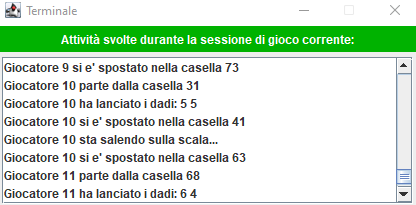 Terminale
Attività svolte durante la sessione di gioco corrente:
Giocatore 9 si e' spostato nella casella 73
Giocatore 10 parte dalla casella 31
Giocatore 10 ha lanciato i dadi: 5 5
Giocatore 10 si e' spostato nella casella 41
Giocatore 10 sta salendo sulla scala...
Giocatore 10 si e' spostato nella casella 63
Giocatore 11 parte dalla casella 68
Giocatore 11 ha lanciato i dadi: 6 4